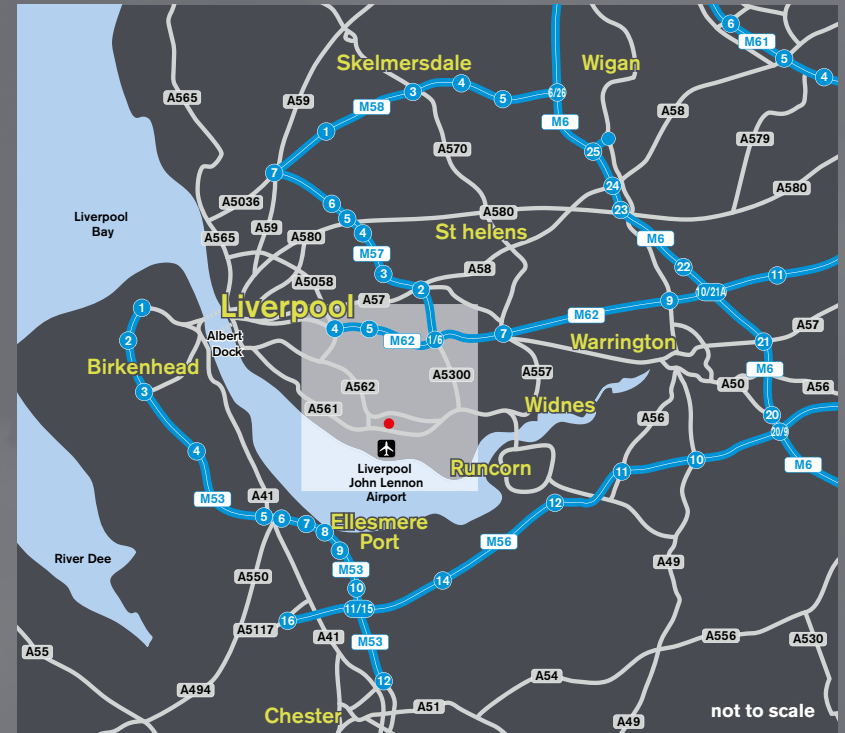 6
M61
5
4
Skelmersdale
Wigan
4
3
5
6/26
A565
A59
M58
M6
A58
1
A579
A570
25
7
24
A580
A5036
6
23
A580
5
Liverpool
Bay
A59
4
St helens
A565
A580
M6
M57
3
A58
22
11
A5058
2
10/21A
1
A57
9
Liverpool
M62
4
5
M62
1/6
7
A57
2
Albert
Dock
Warrington
21
Birkenhead
A5300
A557
M6
3
A562
A50
A56
A561
Widnes
A56
20
20/9
4
Liverpool
John Lennon
Airport
Runcorn
10
11
M6
M53
A41
12
5
6
7
8
Ellesmere
Port
M56
9
River Dee
M53
A49
A550
14
10
11/15
16
A5117
A41
M53
A556
A530
A55
A54
12
A494
A51
Chester
A49
not to scale